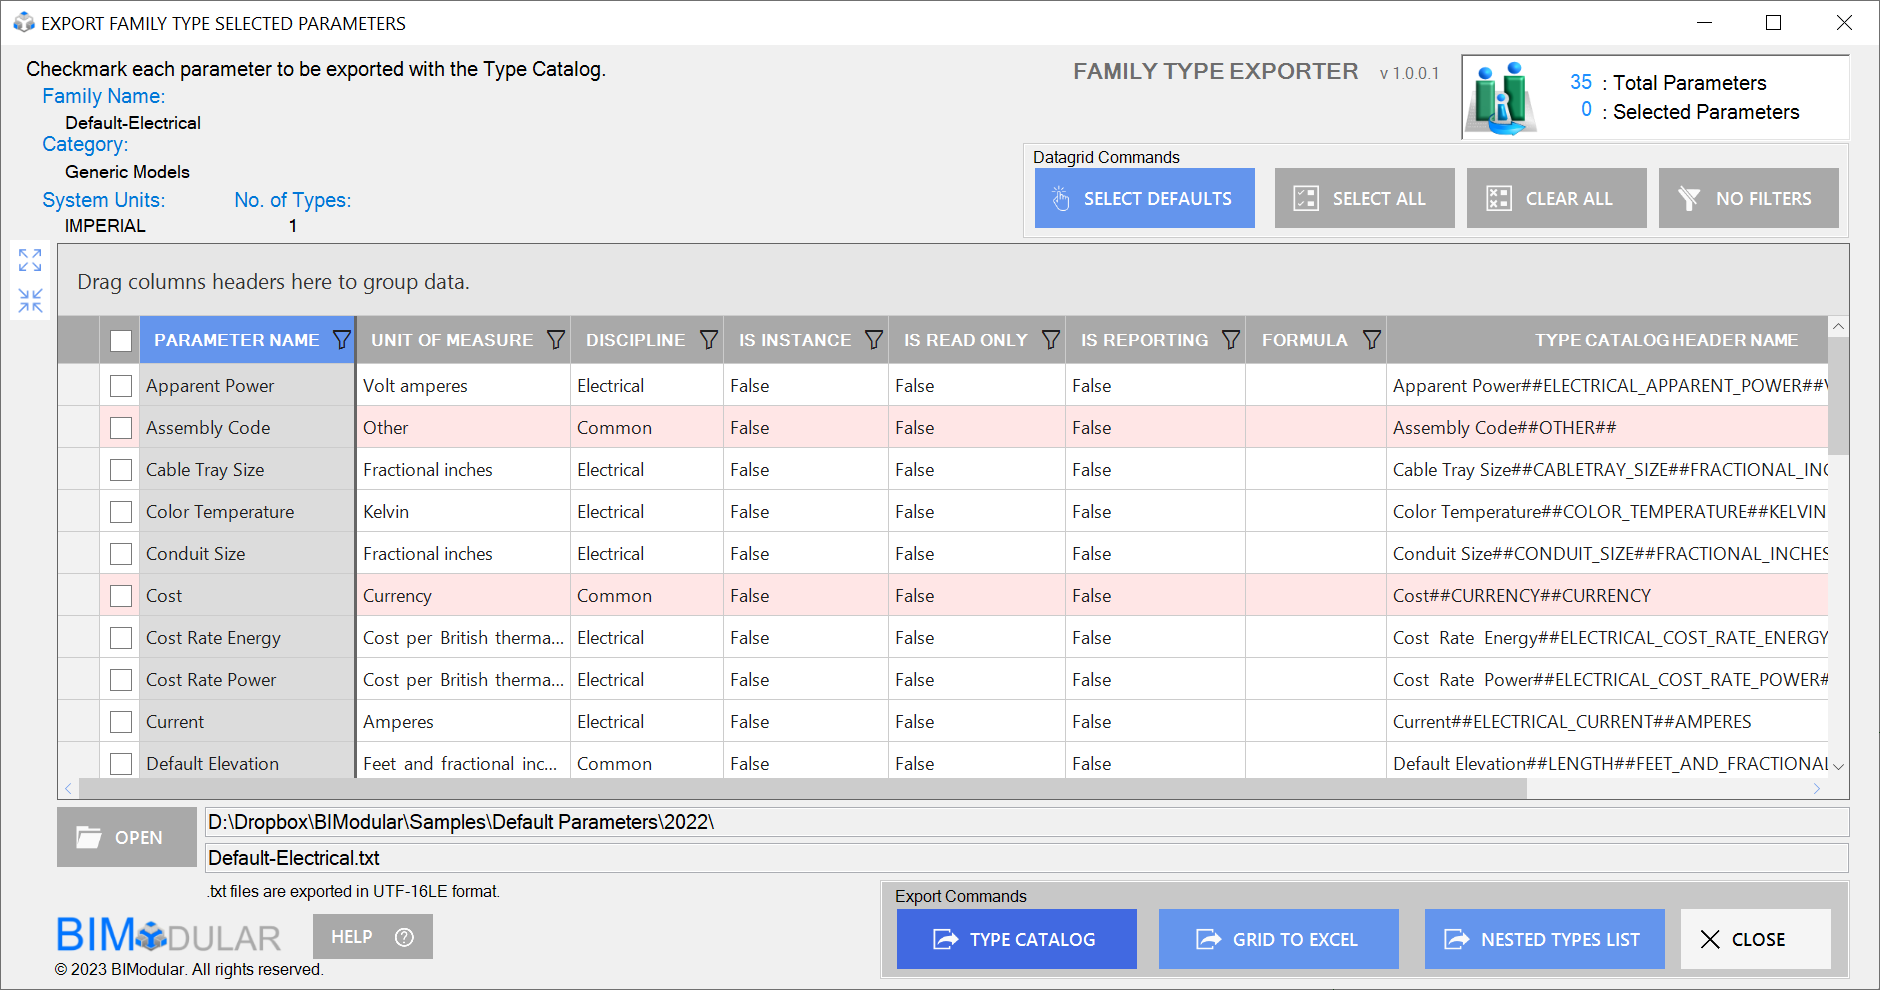 EXPORT FAMILY TYPE SELECTED PARAMETERS
Checkmark each parameter to be exported with the Type Catalog.
FAMILY TYPE EXPORTER v 1.0.0.1
35 : Total Parameters
0 : Selected Parameters
Family Name:
Default-Electrical
Category:
Generic Models
System Units: No. of Types:
IMPERIAL 1
Datagrid Commands
SELECT DEFAULTS SELECT ALL CLEAR ALL NO FILTERS
Drag columns headers here to group data.
PARAMETER NAME UNIT OF MEASURE DISCIPLINE IS INSTANCE IS READ ONLY IS REPORTING FORMULA TYPE CATALOG HEADER NAME
Apparent Power Volt amperes Electrical False False False Apparent Power##ELECTRICAL_APPARENT_POWER##
Assembly Code Other Common False False False Assembly Code##OTHER##
Cable Tray Size Fractional inches Electrical False False False Cable Tray Size##CABLETRAY_SIZE##FRACTIONAL_INC
Color Temperature Kelvin Electrical False False False Color Temperature##COLOR_TEMPERATURE##KELVIN
Conduit Size Fractional inches Electrical False False False Conduit Size##CONDUIT_SIZE##FRACTIONAL_INCHES
Cost Currency Common False False False Cost##CURRENCY##CURRENCY
Cost Rate Energy Cost per British therma... Electrical False False False Cost Rate Energy##ELECTRICAL_COST_RATE_ENERGY
Cost Rate Power Cost per British therma... Electrical False False False Cost Rate Power##ELECTRICAL_COST_RATE_POWER#
Current Amperes Electrical False False False Current##ELECTRICAL_CURRENT##AMPERES
Default Elevation Feet and fractional inc... Common False False False Default Elevation##LENGTH##FEET_AND_FRACTIONAL
OPEN
D:\Dropbox\BIModular\Samples\Default Parameters\2022\
Default-Electrical.txt
.txt files are exported in UTF-16LE format.
Export Commands
TYPE CATALOG GRID TO EXCEL NESTED TYPES LIST CLOSE
BIMODULAR
HELP
© 2023 BIModular. All rights reserved.